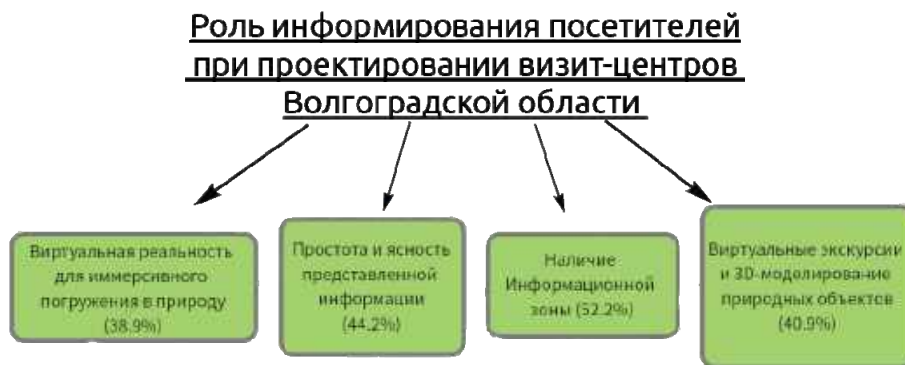 Роль информирования посетителей
при проектировании визит-центров
Волгоградской области
Виртуальная реальность
для иммерсивного
погружения в природу
(38.9%)
Простота и ясность
представленной
информации
(44.2%)
Наличие
Информационной
зоны (52.2%)
Виртуальные экскурсии
и 3D-моделирование
природных объектов
(40.9%)